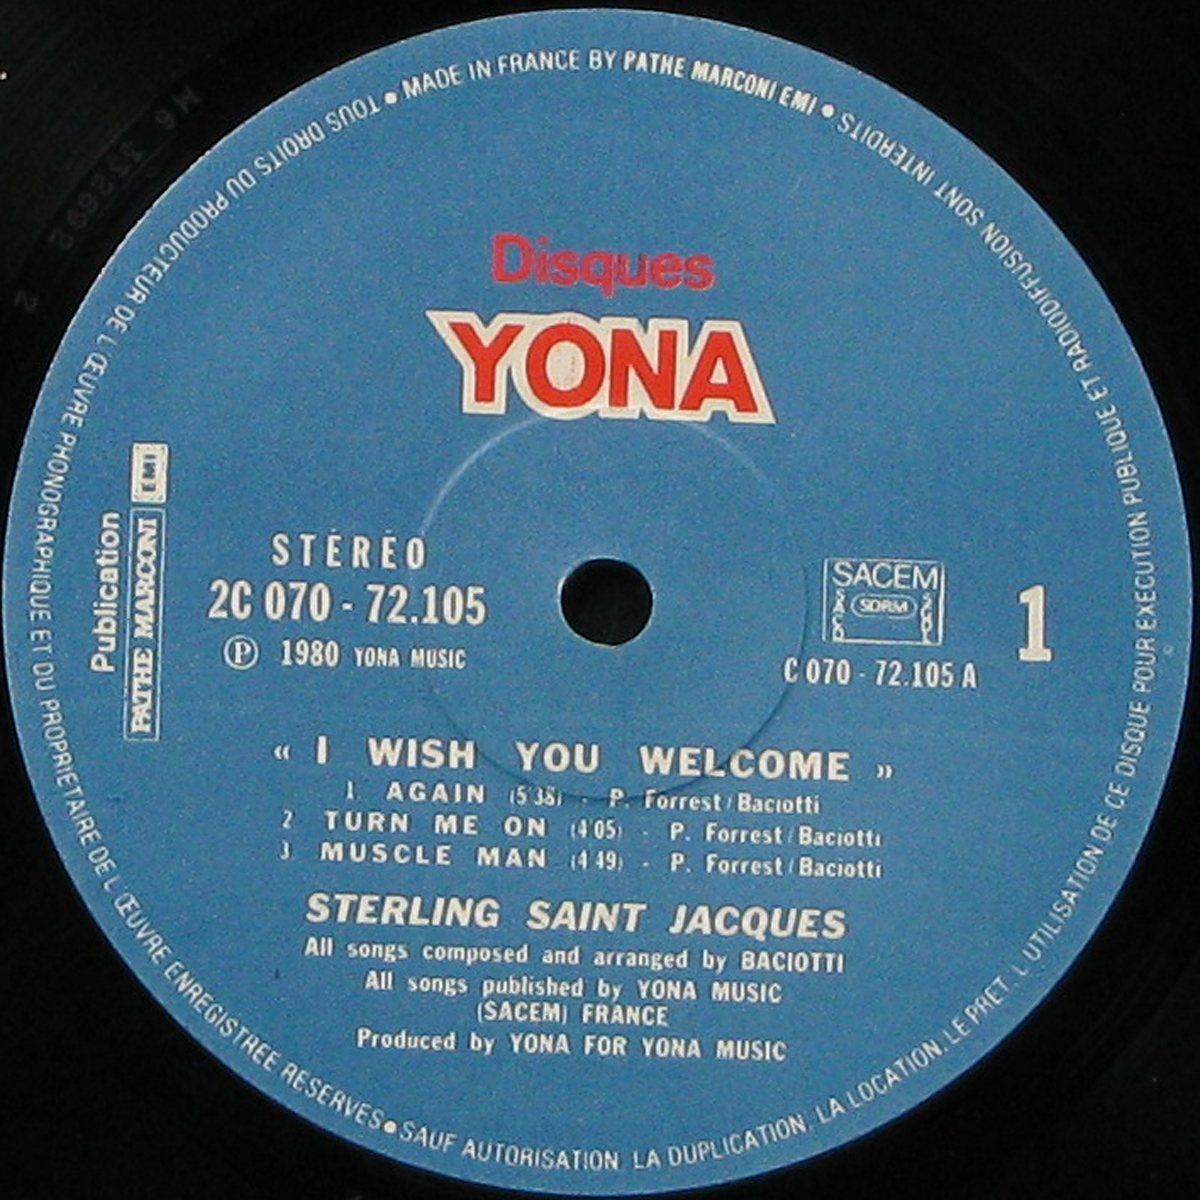 MADE IN FRANCE BY PATHE MARCONI EMI • TOUS DROITS DU PRODUCTEUR DE L'ŒUVRE PHONOGRAPHIQUE ET DU PROPRIETAIRE DE L'ŒUVRE ENREGISTREE RESERVES • SAUF AUTORISATION LA DUPLICATION, LA LOCATION, LE PRET, L'UTILISATION DE CE DISQUE POUR EXECUTION PUBLIQUE ET RADIODIFFUSION SONT INTERDITS •
Disques
YONA
Publication
PATHE MARCONI EMI
STÉRÉO
2C 070 - 72.105
Ⓟ 1980 YONA MUSIC
SACEM
SACD SDRM SGDL
C 070 - 72.105 A
1
« I WISH YOU WELCOME »
1. AGAIN (5'38) - P. Forrest/Baciotti
2 TURN ME ON (4'05) - P. Forrest/Baciotti
3 MUSCLE MAN (4'49) - P. Forrest/Baciotti
STERLING SAINT JACQUES
All songs composed and arranged by BACIOTTI
All songs published by YONA MUSIC
(SACEM) FRANCE
Produced by YONA FOR YONA MUSIC